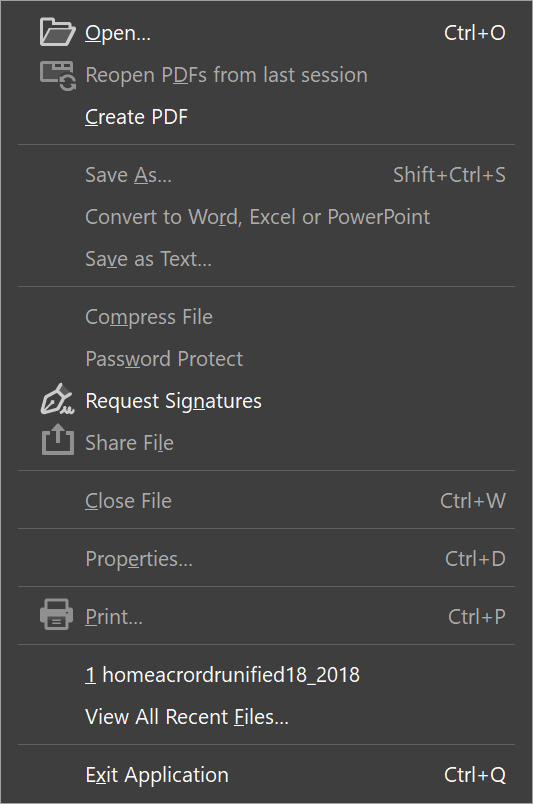 Open... Ctrl+O
Reopen PDFs from last session
Create PDF
Save As... Shift+Ctrl+S
Convert to Word, Excel or PowerPoint
Save as Text...
Compress File
Password Protect
Request Signatures
Share File
Close File Ctrl+W
Properties... Ctrl+D
Print... Ctrl+P
1 homeacrordrunified18_2018
View All Recent Files...
Exit Application Ctrl+Q